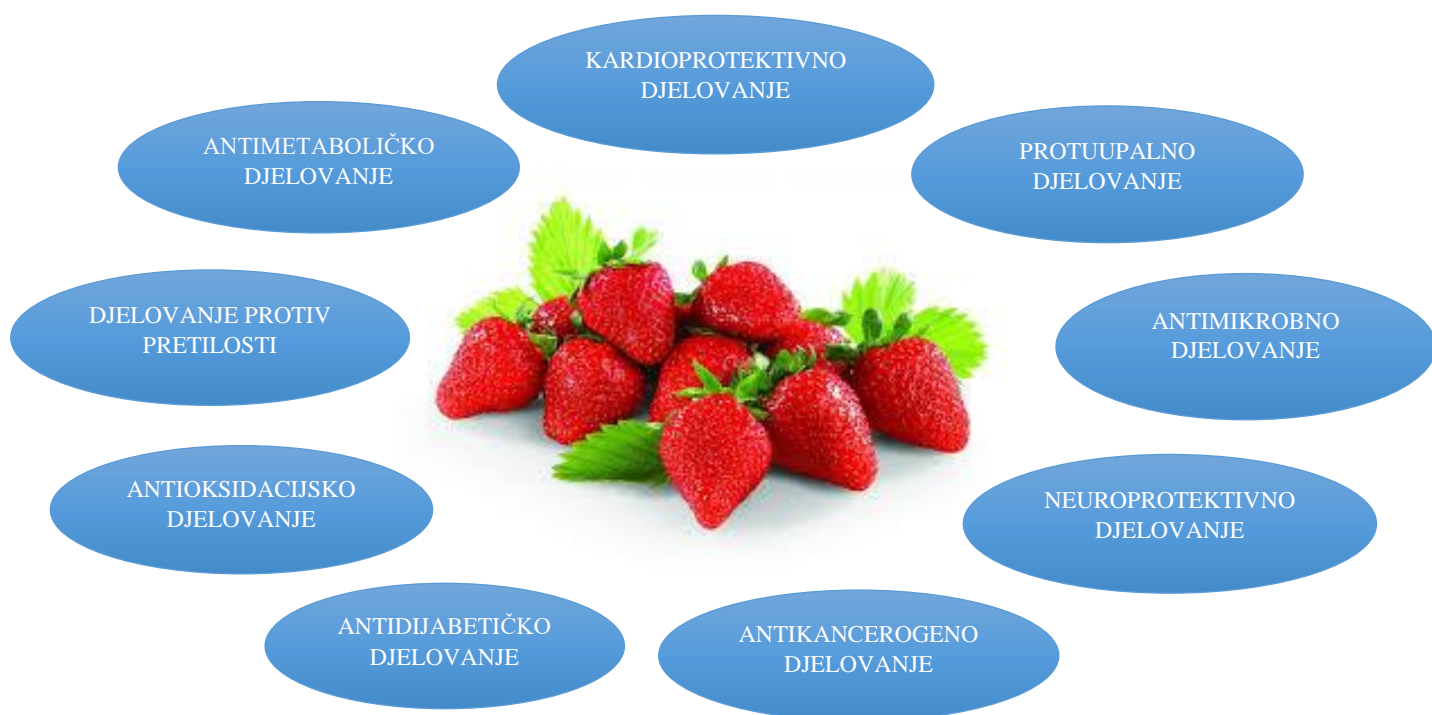 KARDIOPROTEKTIVNO
DJELOVANJE
ANTIMETABOLIČKO
DJELOVANJE
PROTUUPALNO
DJELOVANJE
DJELOVANJE PROTIV
PRETILOSTI
ANTIMIKROBNO
DJELOVANJE
ANTIOKSIDACIJSKO
DJELOVANJE
NEUROPROTEKTIVNO
DJELOVANJE
ANTIDIJABETIČKO
DJELOVANJE
ANTIKANCEROGENO
DJELOVANJE